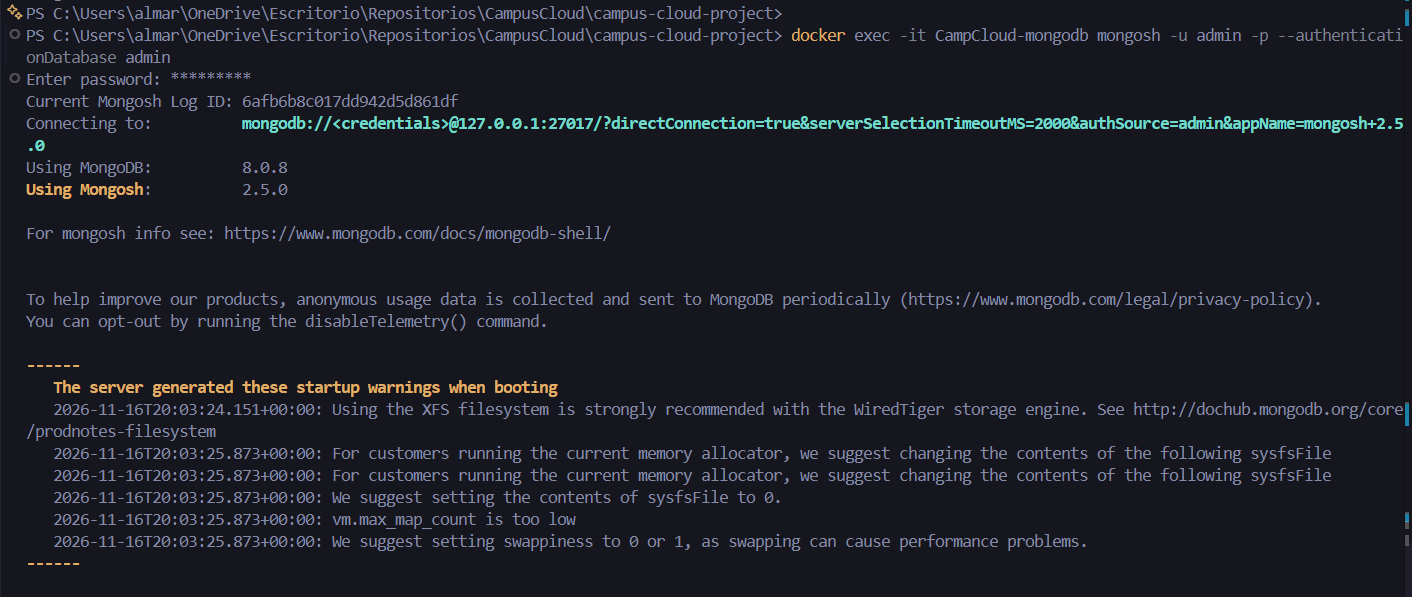 PS C:\Users\almar\OneDrive\Escritorio\Repositorios\CampusCloud\campus-cloud-project>
PS C:\Users\almar\OneDrive\Escritorio\Repositorios\CampusCloud\campus-cloud-project> docker exec -it CampCloud-mongodb mongosh -u admin -p --authenticati
onDatabase admin
Enter password: *********
Current Mongosh Log ID: 6afb6b8c017dd942d5d861df
Connecting to:          mongodb://<credentials>@127.0.0.1:27017/?directConnection=true&serverSelectionTimeoutMS=2000&authSource=admin&appName=mongosh+2.5
.0
Using MongoDB:          8.0.8
Using Mongosh:          2.5.0
For mongosh info see: https://www.mongodb.com/docs/mongodb-shell/
To help improve our products, anonymous usage data is collected and sent to MongoDB periodically (https://www.mongodb.com/legal/privacy-policy).
You can opt-out by running the disableTelemetry() command.
------
   The server generated these startup warnings when booting
   2026-11-16T20:03:24.151+00:00: Using the XFS filesystem is strongly recommended with the WiredTiger storage engine. See http://dochub.mongodb.org/core
/prodnotes-filesystem
   2026-11-16T20:03:25.873+00:00: For customers running the current memory allocator, we suggest changing the contents of the following sysfsFile
   2026-11-16T20:03:25.873+00:00: For customers running the current memory allocator, we suggest changing the contents of the following sysfsFile
   2026-11-16T20:03:25.873+00:00: We suggest setting the contents of sysfsFile to 0.
   2026-11-16T20:03:25.873+00:00: vm.max_map_count is too low
   2026-11-16T20:03:25.873+00:00: We suggest setting swappiness to 0 or 1, as swapping can cause performance problems.
------